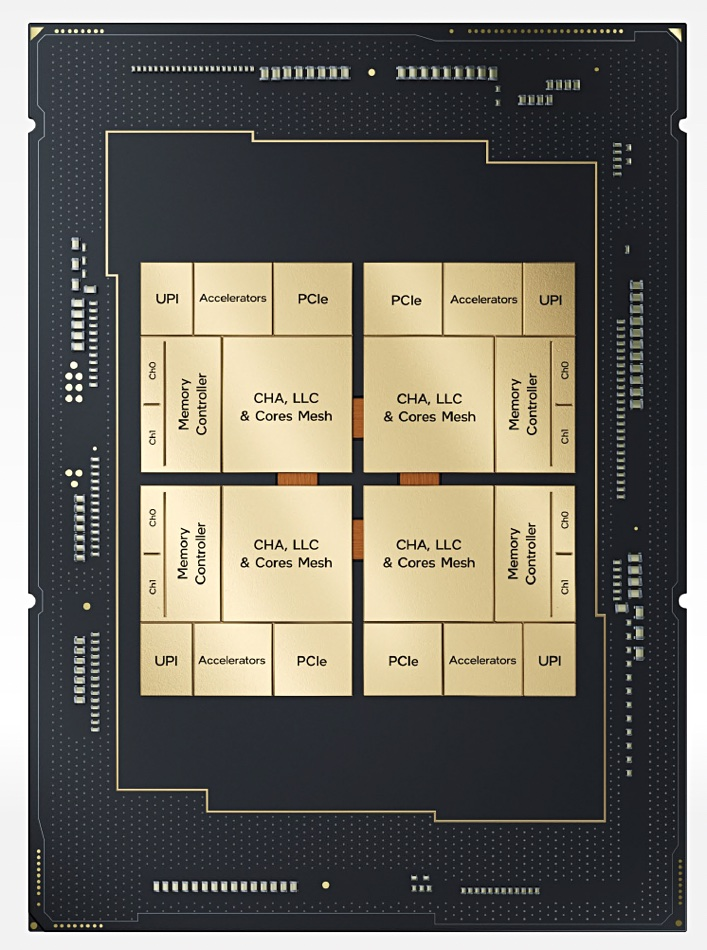 UPI
Accelerators
PCIe
PCIe
Accelerators
UPI
Ch0
Ch1
Memory
Controller
CHA, LLC
& Cores Mesh
CHA, LLC
& Cores Mesh
Memory
Controller
Ch0
Ch1
Ch0
Ch1
Memory
Controller
CHA, LLC
& Cores Mesh
CHA, LLC
& Cores Mesh
Memory
Controller
Ch0
Ch1
UPI
Accelerators
PCIe
PCIe
Accelerators
UPI